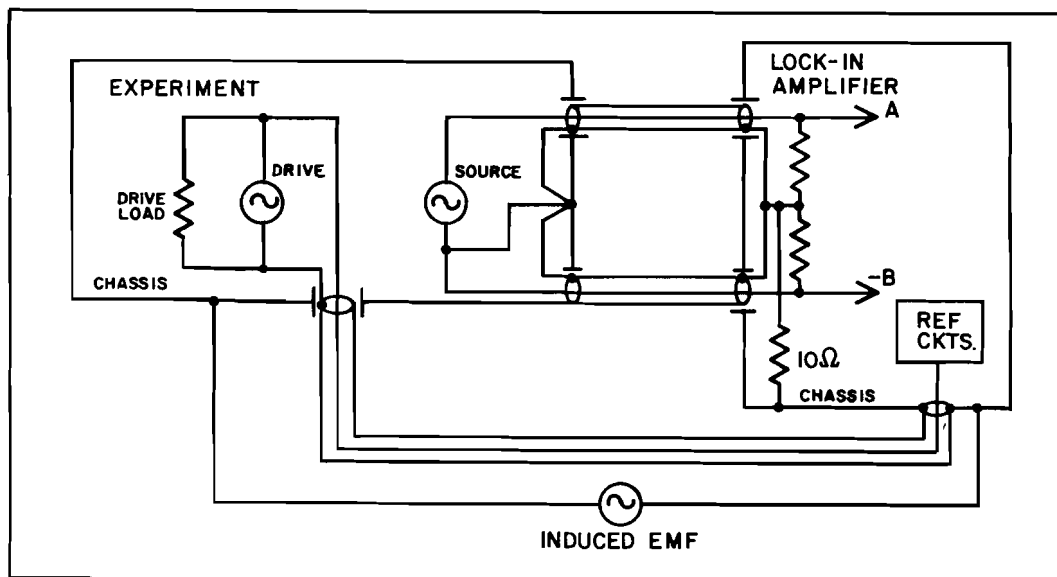 EXPERIMENT
LOCK-IN
AMPLIFIER
A
DRIVE
SOURCE
DRIVE
LOAD
CHASSIS
-B
REF
CKTS.
10Ω
CHASSIS
INDUCED EMF